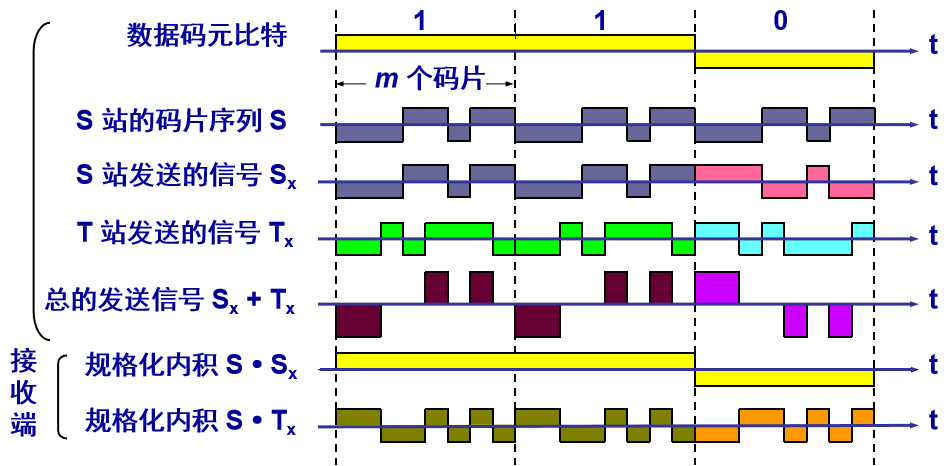 1 1 0
数据码元比特 t
m 个码片
S 站的码片序列 S t
S 站发送的信号 Sx t
T 站发送的信号 Tx t
总的发送信号 Sx + Tx t
接收端
规格化内积 S • Sx t
规格化内积 S • Tx t